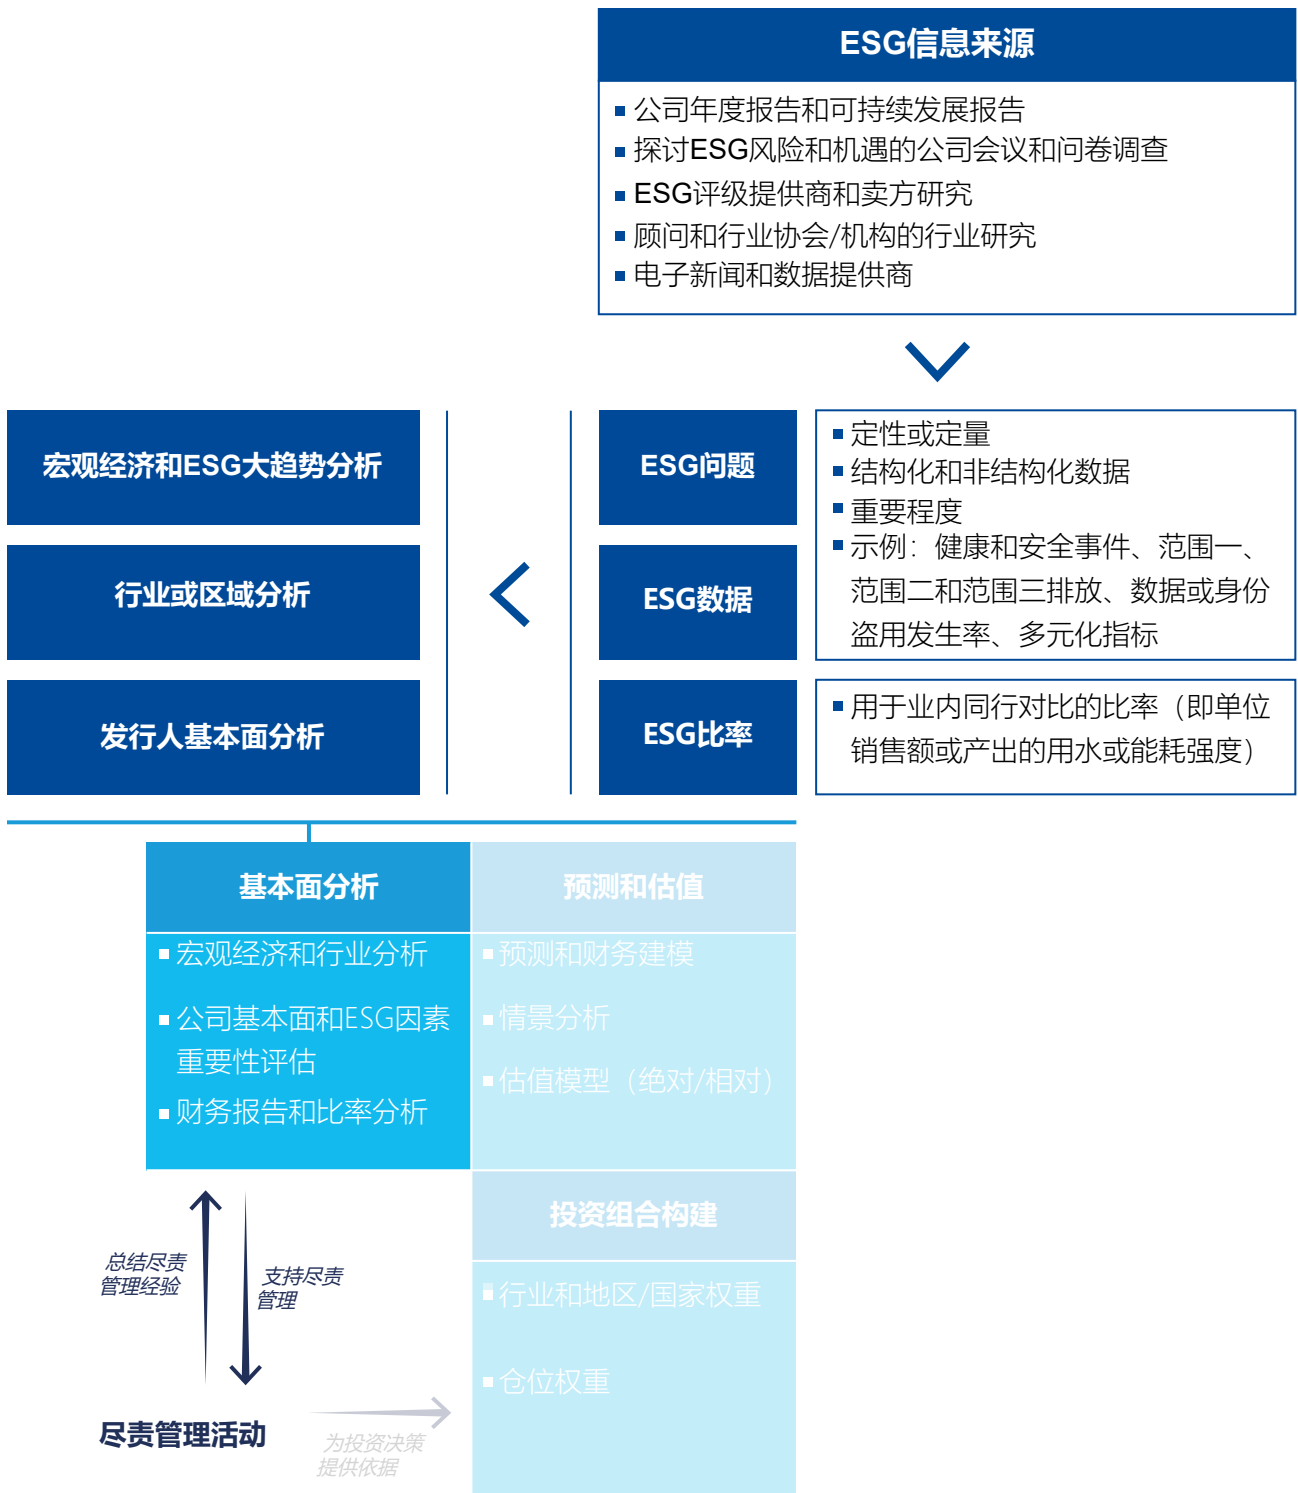 ESG信息来源
公司年度报告和可持续发展报告
探讨ESG风险和机遇的公司会议和问卷调查
ESG评级提供商和卖方研究
顾问和行业协会/机构的行业研究
电子新闻和数据提供商
宏观经济和ESG大趋势分析
行业或区域分析
发行人基本面分析
ESG问题
ESG数据
ESG比率
定性或定量
结构化和非结构化数据
重要程度
示例：健康和安全事件、范围一、
范围二和范围三排放、数据或身份
盗用发生率、多元化指标
用于业内同行对比的比率（即单位
销售额或产出的用水或能耗强度）
基本面分析
宏观经济和行业分析
公司基本面和ESG因素
重要性评估
财务报告和比率分析
预测和估值
预测和财务建模
情景分析
估值模型（绝对/相对）
投资组合构建
行业和地区/国家权重
仓位权重
总结尽责
管理经验
支持尽责
管理
尽责管理活动
为投资决策
提供依据